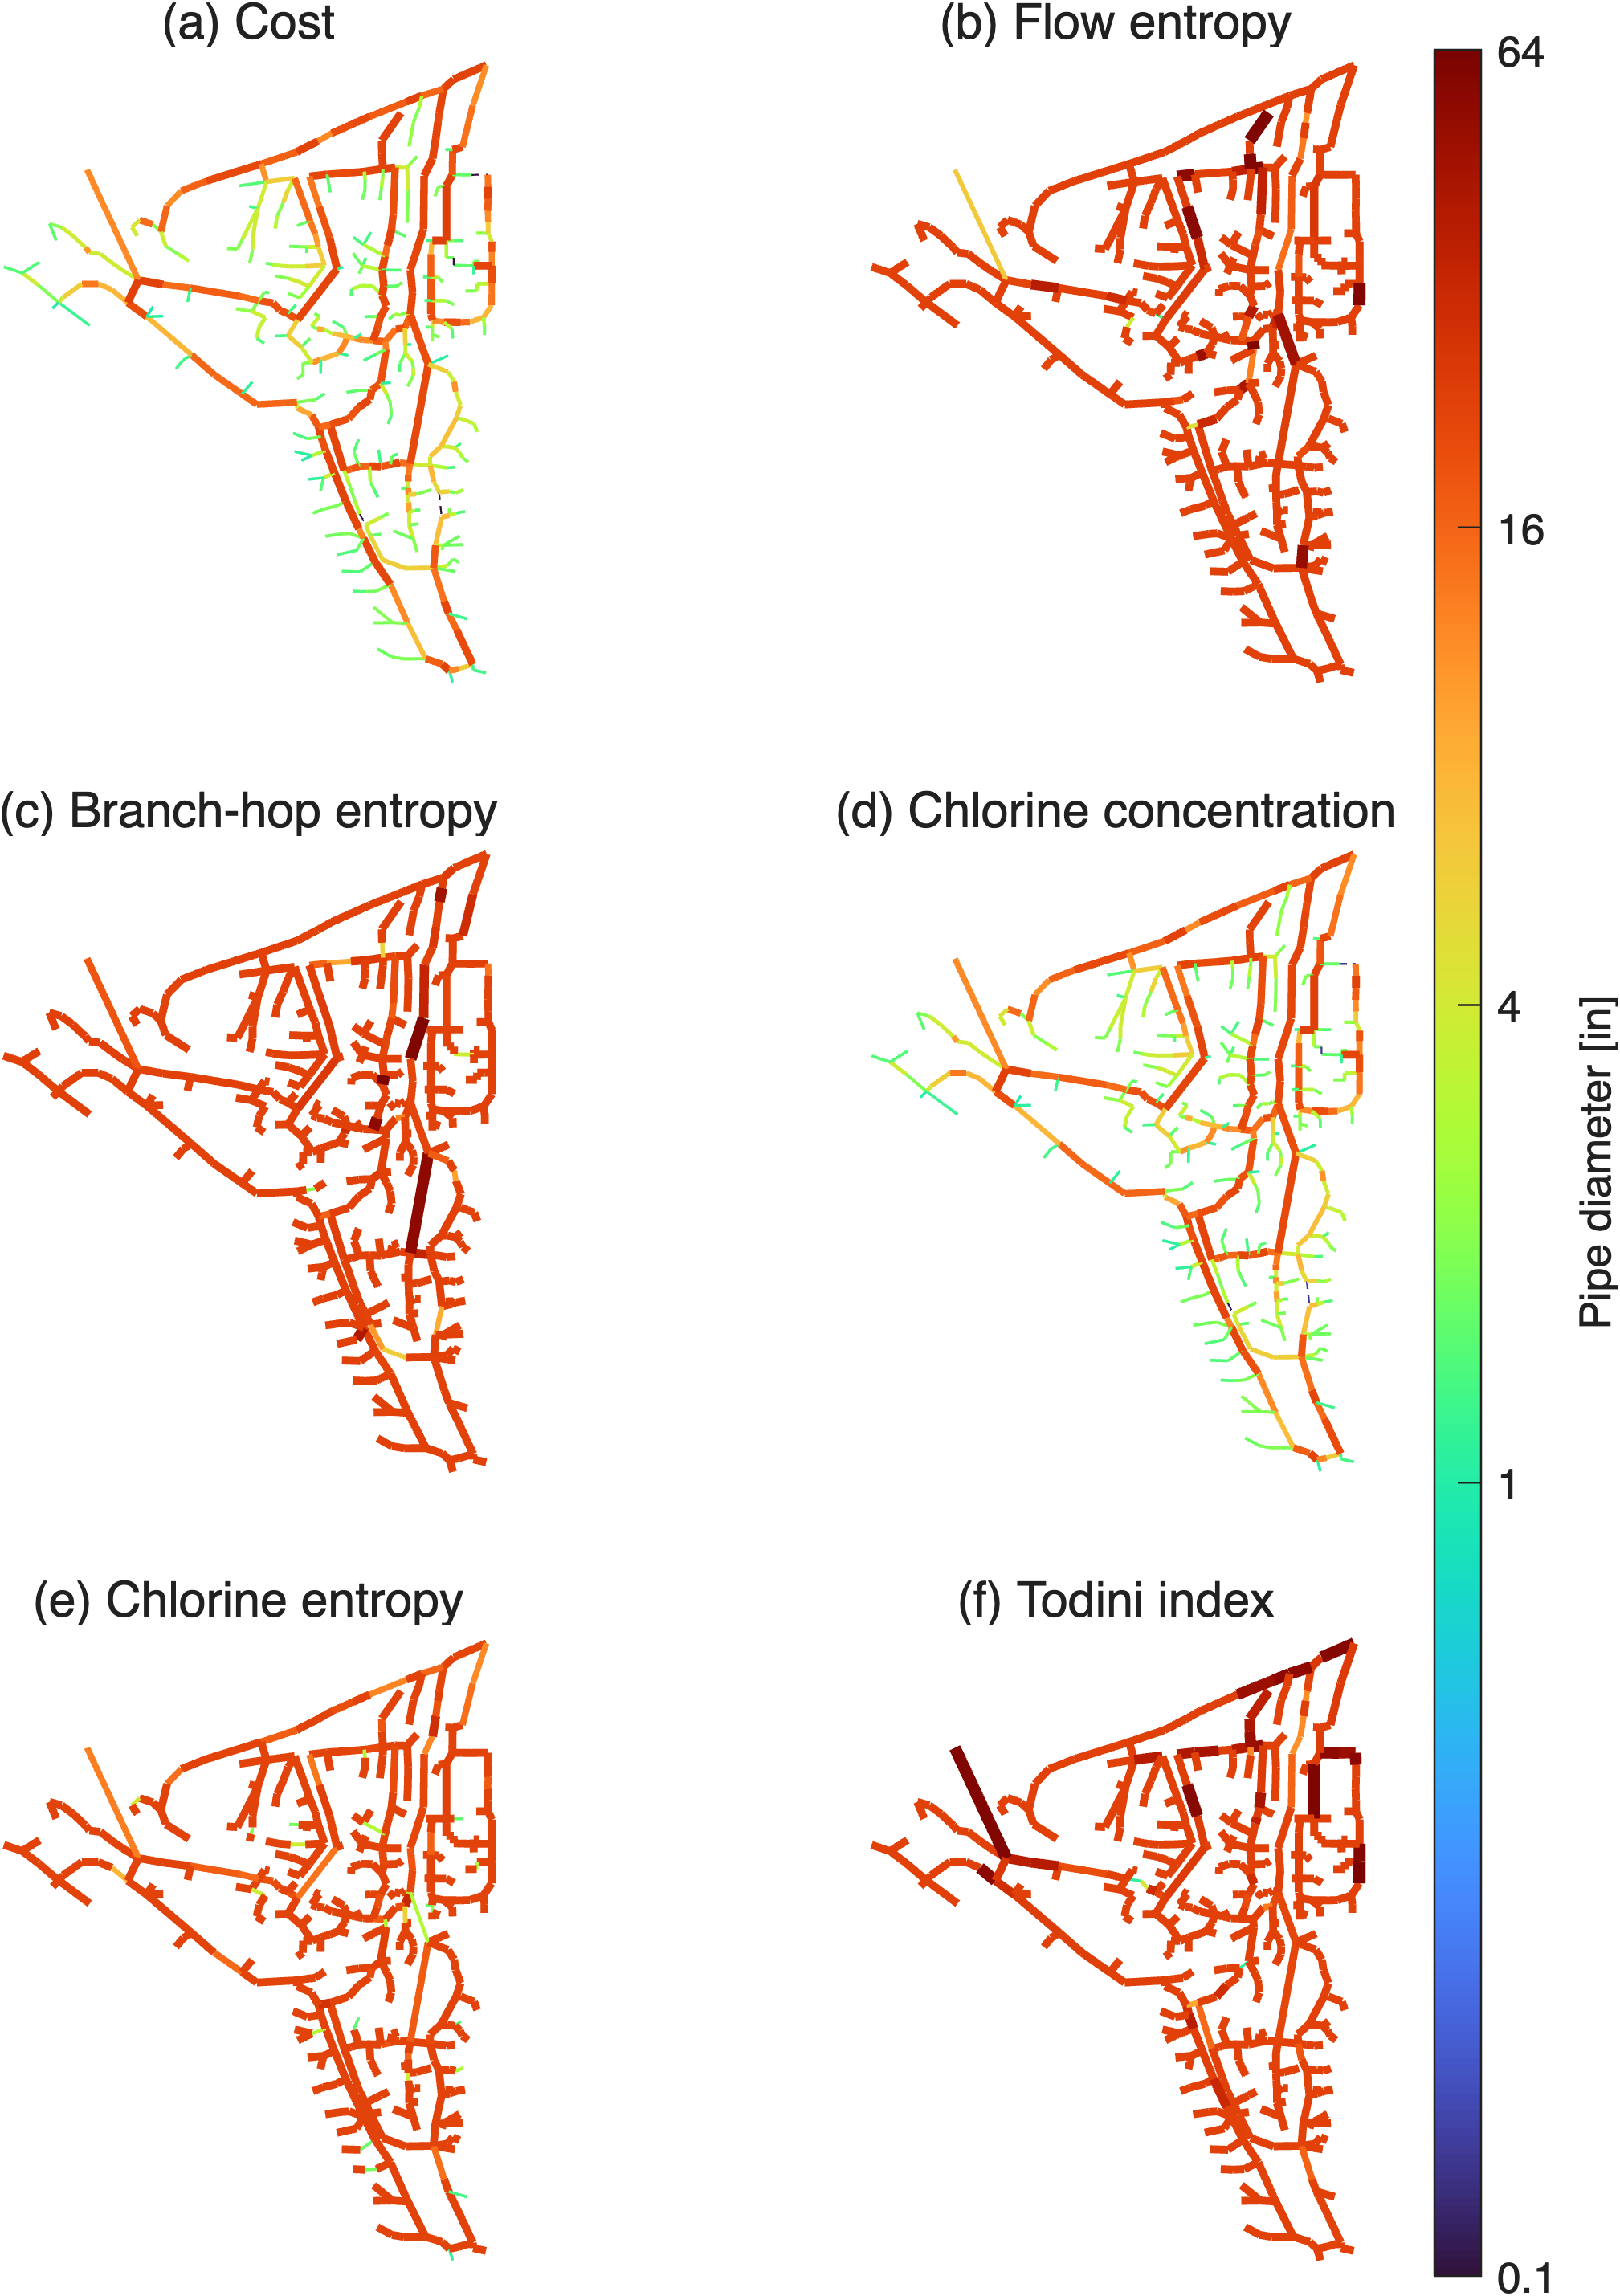 (a) Cost
(b) Flow entropy
(c) Branch-hop entropy
(d) Chlorine concentration
(e) Chlorine entropy
(f) Todini index
64
16
4
1
0.1
Pipe diameter [in]